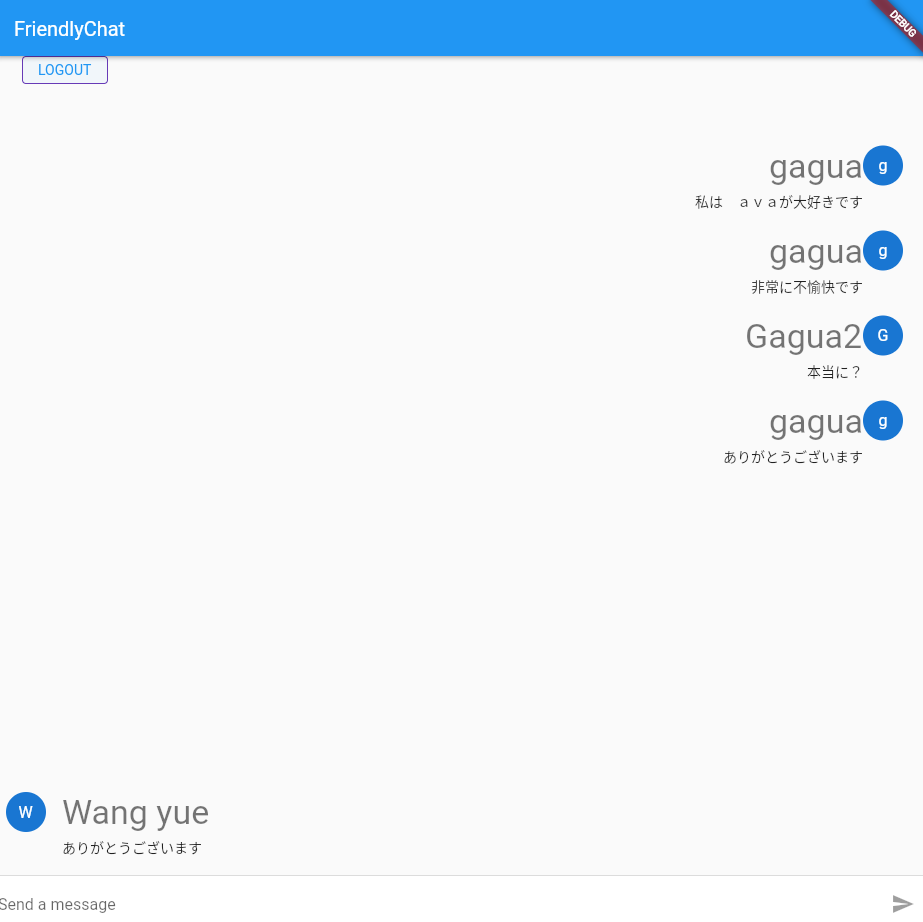 FriendlyChat
DEBUG
LOGOUT
gagua
g
私は　ａｖａが大好きです
gagua
g
非常に不愉快です
Gagua2
G
本当に？
gagua
g
ありがとうございます
W
Wang yue
ありがとうございます
Send a message